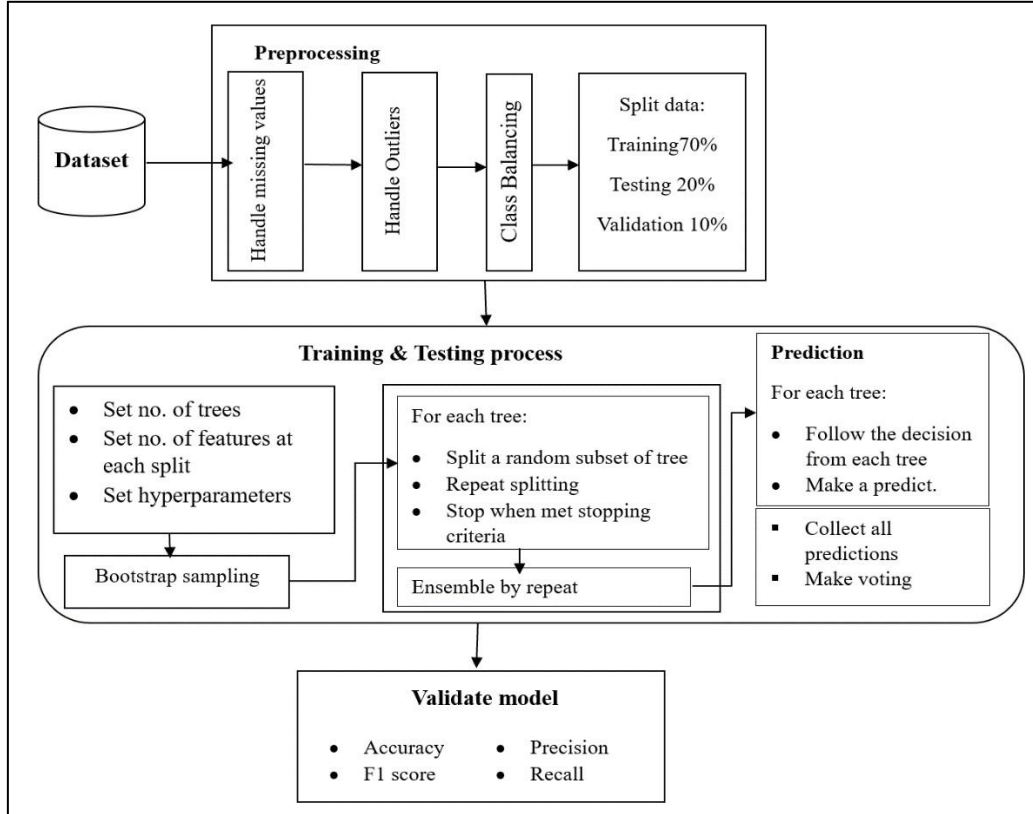 Preprocessing
Dataset
Handle missing values
Handle Outliers
Class Balancing
Split data:
Training70%
Testing 20%
Validation 10%
Training & Testing process
● Set no. of trees
● Set no. of features at
each split
● Set hyperparameters
Bootstrap sampling
For each tree:
● Split a random subset of tree
● Repeat splitting
● Stop when met stopping
criteria
Ensemble by repeat
Prediction
For each tree:
● Follow the decision
from each tree
● Make a predict.
▪ Collect all
predictions
▪ Make voting
Validate model
● Accuracy
● F1 score
● Precision
● Recall